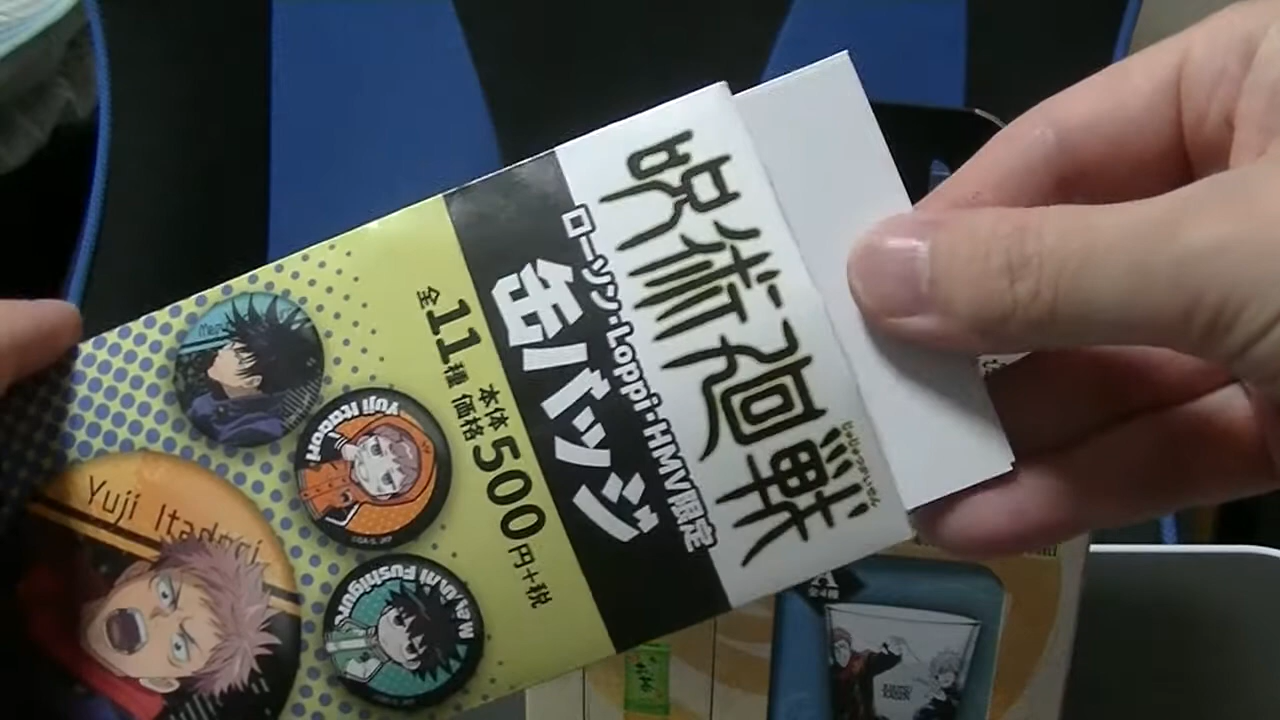 呪術廻戦
じゅじゅつかいせん
ローソン・Loppi・HMV限定
缶バッジ
全11種
本体価格500円+税
Yuji Itadori
Yuji Itadori
Megumi Fushiguro